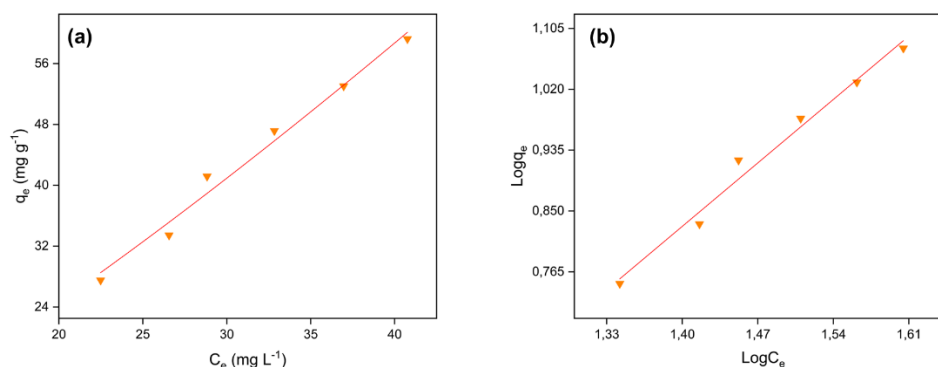 (a)
56
48
40
32
24
qₑ (mg g⁻¹)
20 30 35 40
Cₑ (mg L⁻¹)
(b)
1,105
1,020
0,935
0,850
0,765
Logqₑ
1,33 1,40 1,47 1,54 1,61
LogCₑ